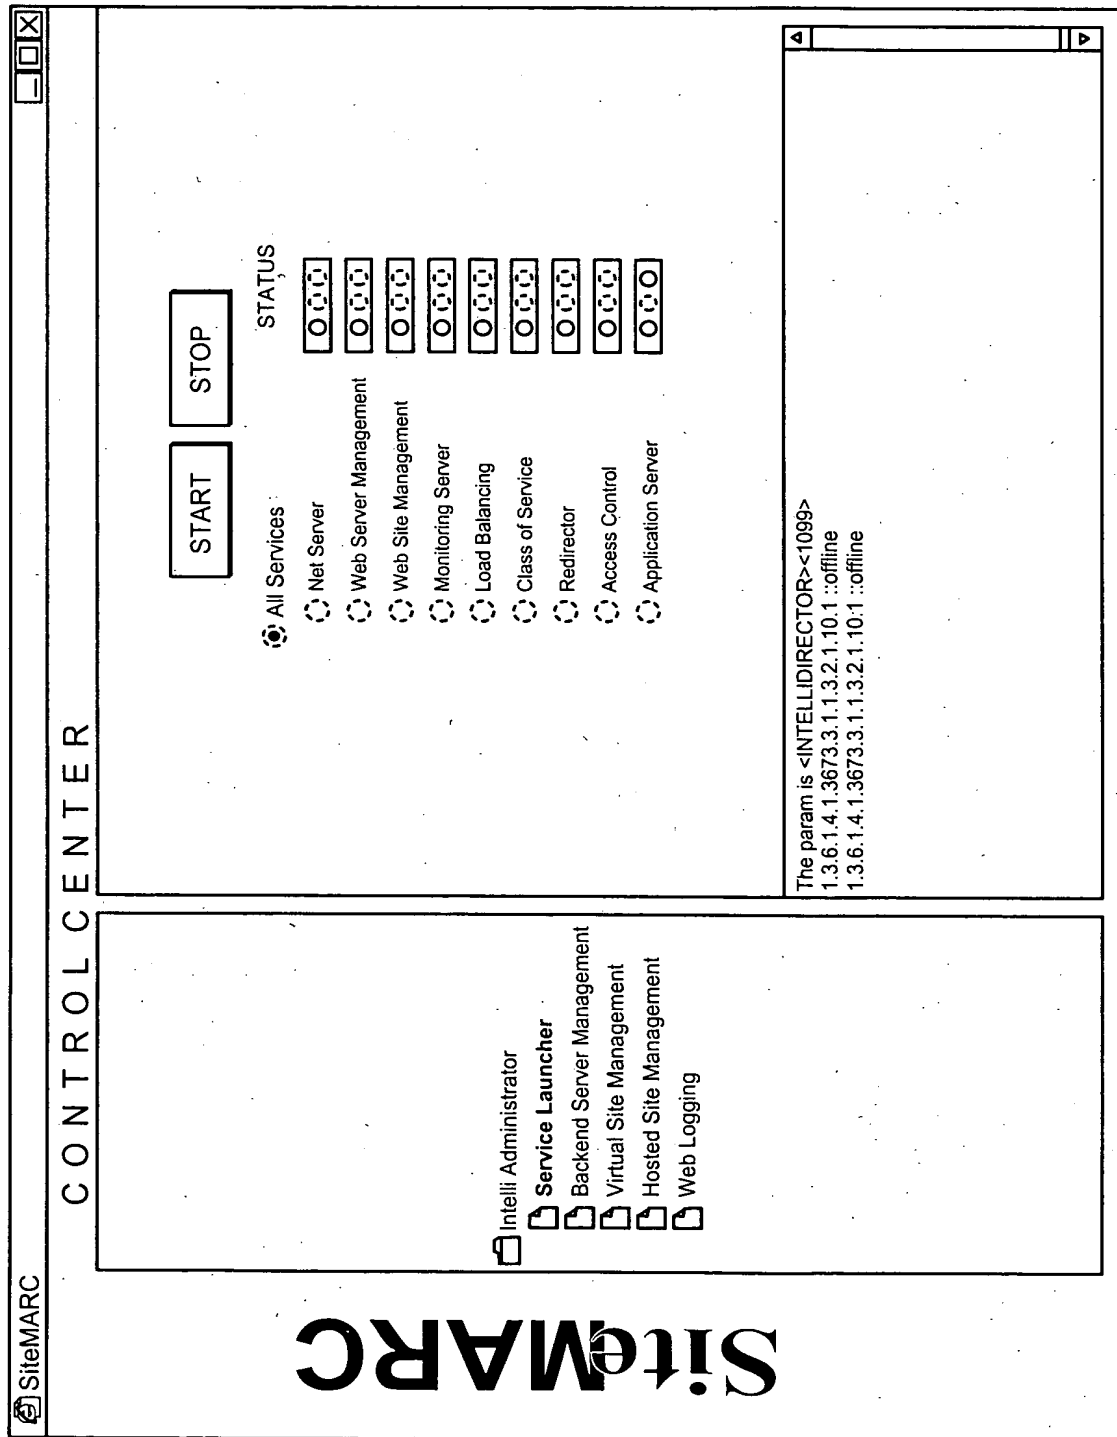 SiteMARC
CONTROL CENTER
SiteMARC
Intelli Administrator
Service Launcher
Backend Server Management
Virtual Site Management
Hosted Site Management
Web Logging
START
STOP
All Services
STATUS
Net Server
Web Server Management
Web Site Management
Monitoring Server
Load Balancing
Class of Service
Redirector
Access Control
Application Server
The param is <INTELLIDIRECTOR><1099>
1.3.6.1.4.1.3673.3.1.1.3.2.1.10.1 ::offline
1.3.6.1.4.1.3673.3.1.1.3.2.1.10.1 ::offline